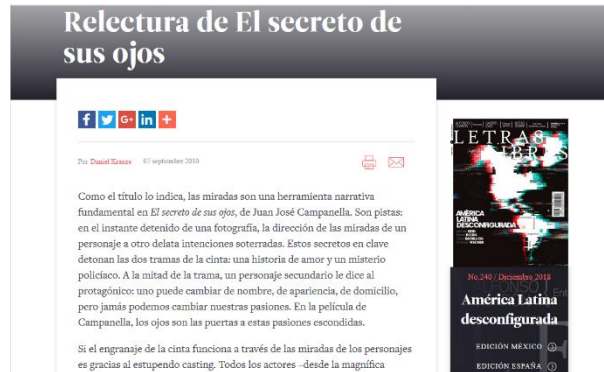 Relectura de El secreto de
sus ojos
Por Daniel Krauze 07 septiembre 2010
Como el título lo indica, las miradas son una herramienta narrativa
fundamental en El secreto de sus ojos, de Juan José Campanella. Son pistas:
en el instante detenido de una fotografía, la dirección de las miradas de un
personaje a otro delata intenciones soterradas. Estos secretos en clave
detonan las dos tramas de la cinta: una historia de amor y un misterio
policíaco. A la mitad de la trama, un personaje secundario le dice al
protagónico: uno puede cambiar de nombre, de apariencia, de domicilio,
pero jamás podemos cambiar nuestras pasiones. En la película de
Campanella, los ojos son las puertas a estas pasiones escondidas.
Si el engranaje de la cinta funciona a través de las miradas de los personajes
es gracias al estupendo casting. Todos los actores –desde la magnífica
LETRAS
LIBRES
AMÉRICA
LATINA
DESCONFIGURADA
No.240 / Diciembre 2018
América Latina
desconfigurada
EDICIÓN MÉXICO
EDICIÓN ESPAÑA